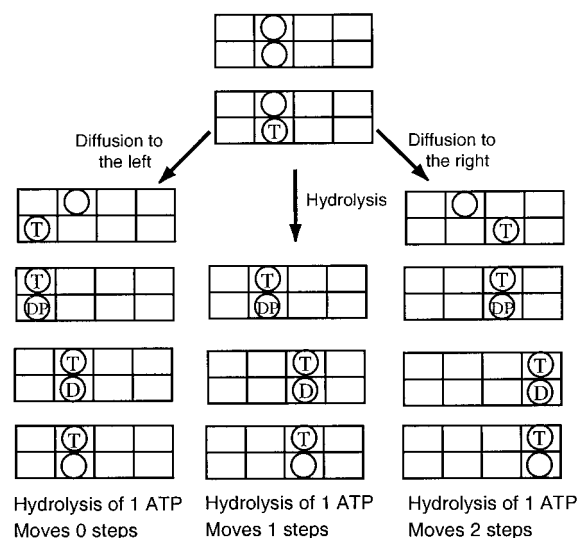 T
Diffusion to
the left
Diffusion to
the right
Hydrolysis
T
T
T
DP
T
DP
T
DP
T
D
T
D
T
D
T
T
T
Hydrolysis of 1 ATP
Moves 0 steps
Hydrolysis of 1 ATP
Moves 1 steps
Hydrolysis of 1 ATP
Moves 2 steps